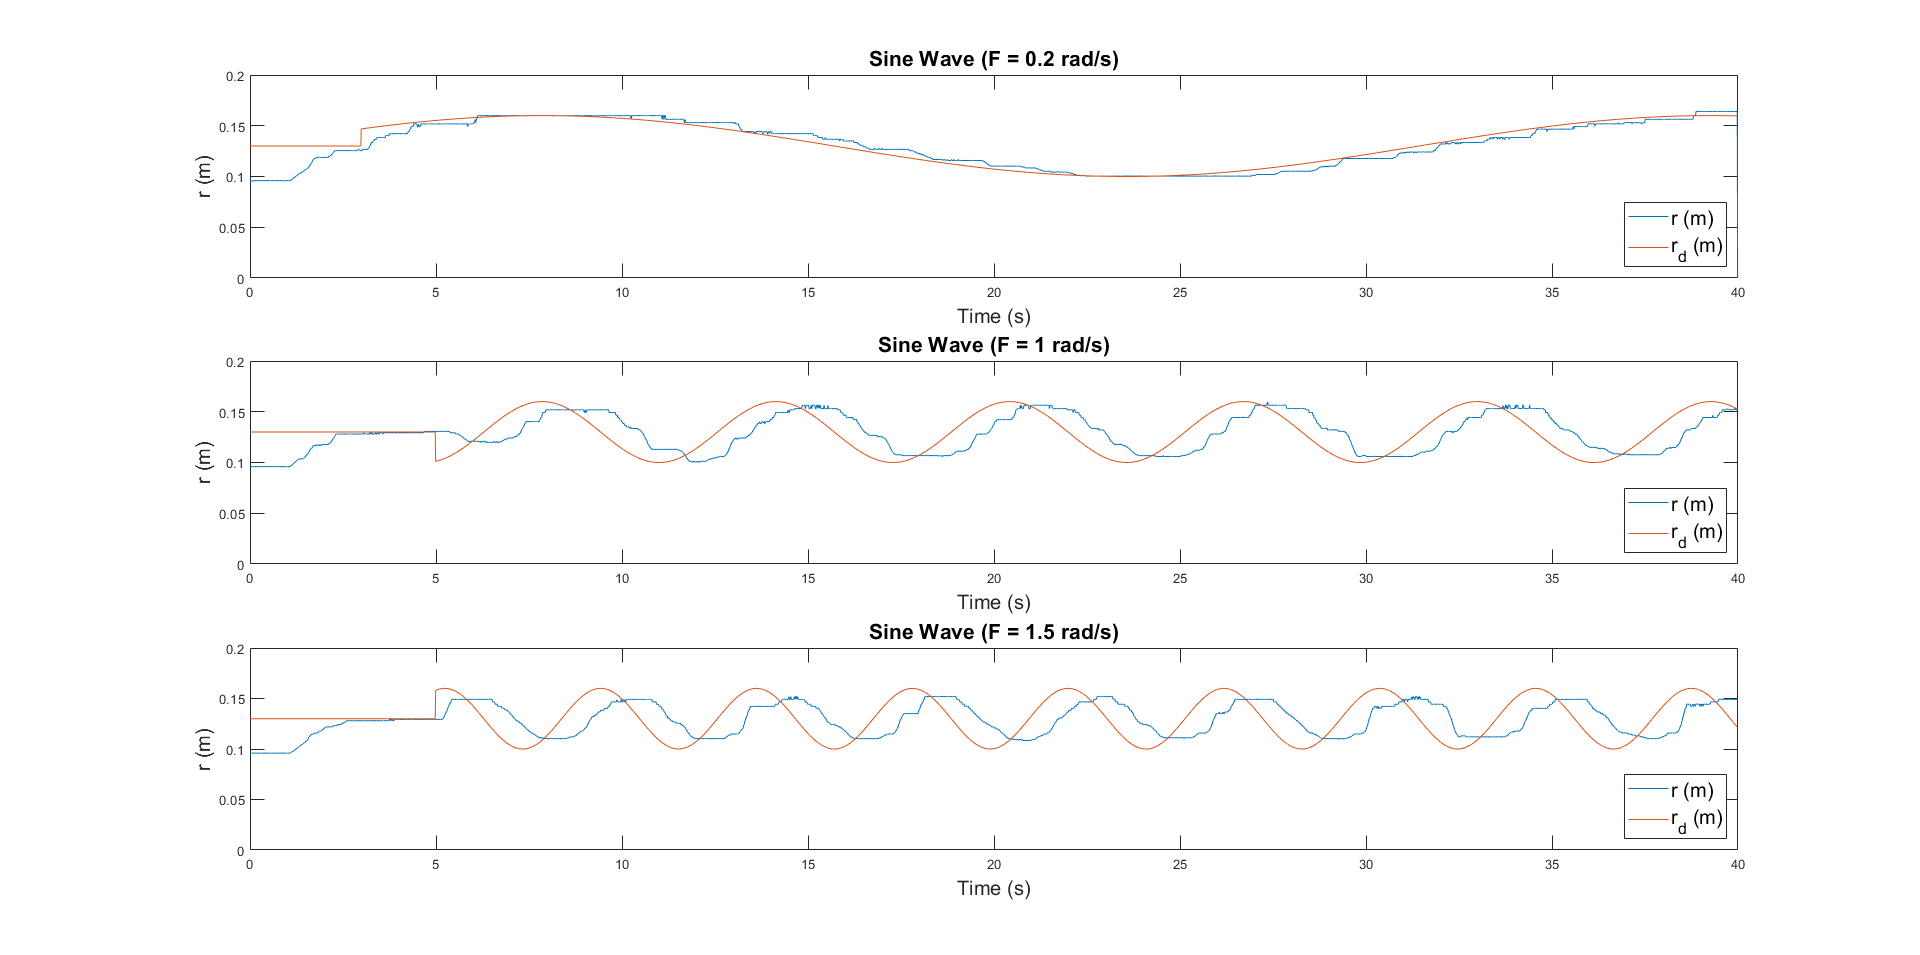 Sine Wave (F = 0.2 rad/s)
0.2
0.15
0.1
0.05
0
r (m)
r (m)
r_d (m)
0 5 10 15 20 25 30 35 40
Time (s)
Sine Wave (F = 1 rad/s)
0.2
0.15
0.1
0.05
0
r (m)
r (m)
r_d (m)
0 5 10 15 20 25 30 35 40
Time (s)
Sine Wave (F = 1.5 rad/s)
0.2
0.15
0.1
0.05
0
r (m)
r (m)
r_d (m)
0 5 10 15 20 25 30 35 40
Time (s)